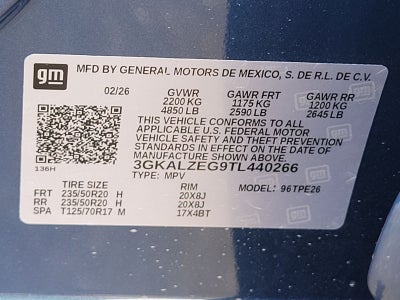 gm MFD BY GENERAL MOTORS DE MEXICO, S. DE R.L. DE C.V.
02/26 GVWR GAWR FRT GAWR RR
2200 KG 1175 KG 1200 KG
4850 LB 2590 LB 2645 LB
THIS VEHICLE CONFORMS TO ALL
APPLICABLE U.S. FEDERAL MOTOR
VEHICLE SAFETY AND THEFT PREVENTION
STANDARDS IN EFFECT ON THE DATE OF
MANUFACTURE SHOWN ABOVE.
136H 3GKALZEG9TL440266
TYPE: MPV
TIRE SIZE RIM MODEL: 96TPE26
FRT 235/50R20 H 20X8J
RR 235/50R20 H 20X8J
SPA T125/70R17 M 17X4BT